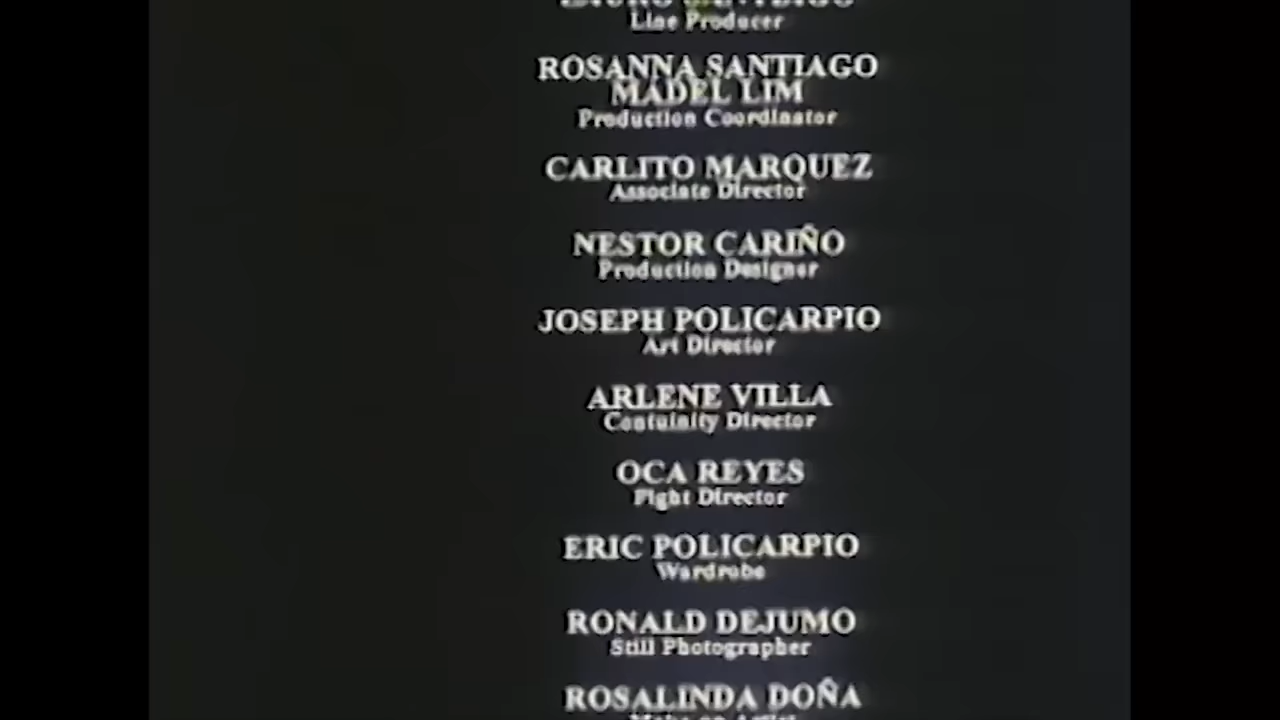 Line Producer
ROSANNA SANTIAGO
MADEL LIM
Production Coordinator
CARLITO MARQUEZ
Associate Director
NESTOR CARIÑO
Production Designer
JOSEPH POLICARPIO
Art Director
ARLENE VILLA
Contuinity Director
OCA REYES
Fight Director
ERIC POLICARPIO
Wardrobe
RONALD DEJUMO
Still Photographer
ROSALINDA DOÑA